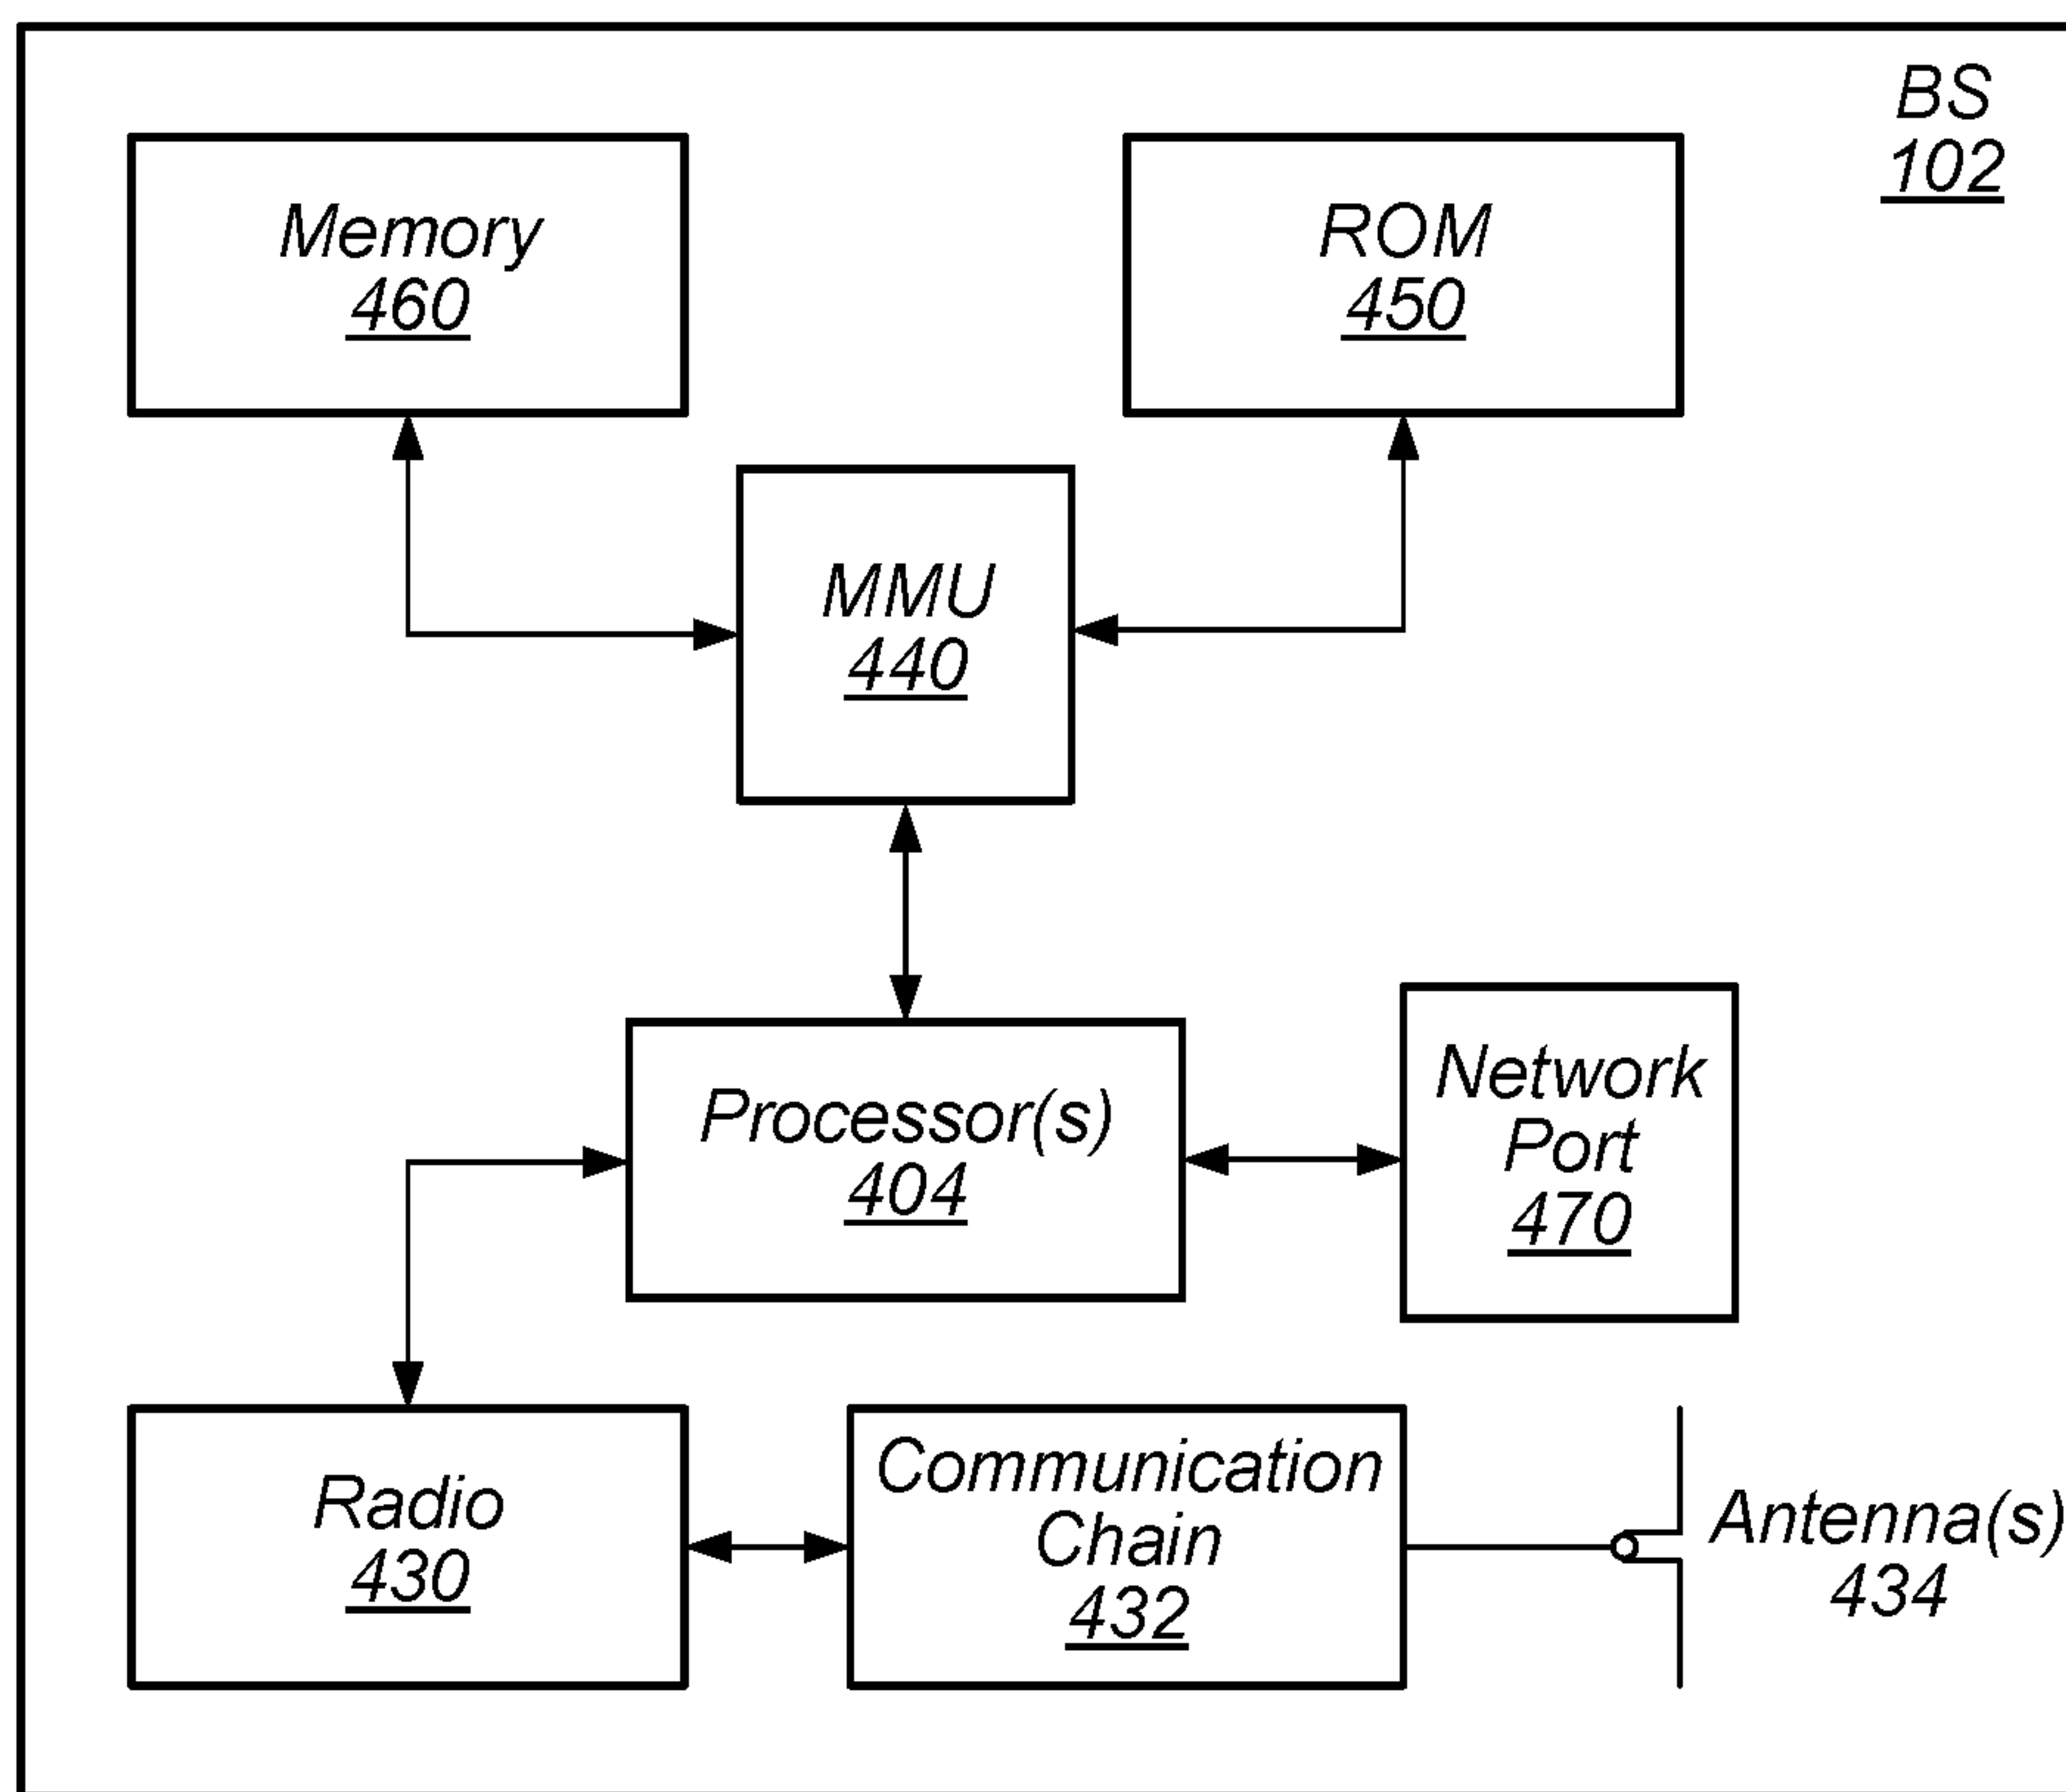 BS
102
Memory
460
ROM
450
MMU
440
Processor(s)
404
Network
Port
470
Radio
430
Communication
Chain
432
Antenna(s)
434